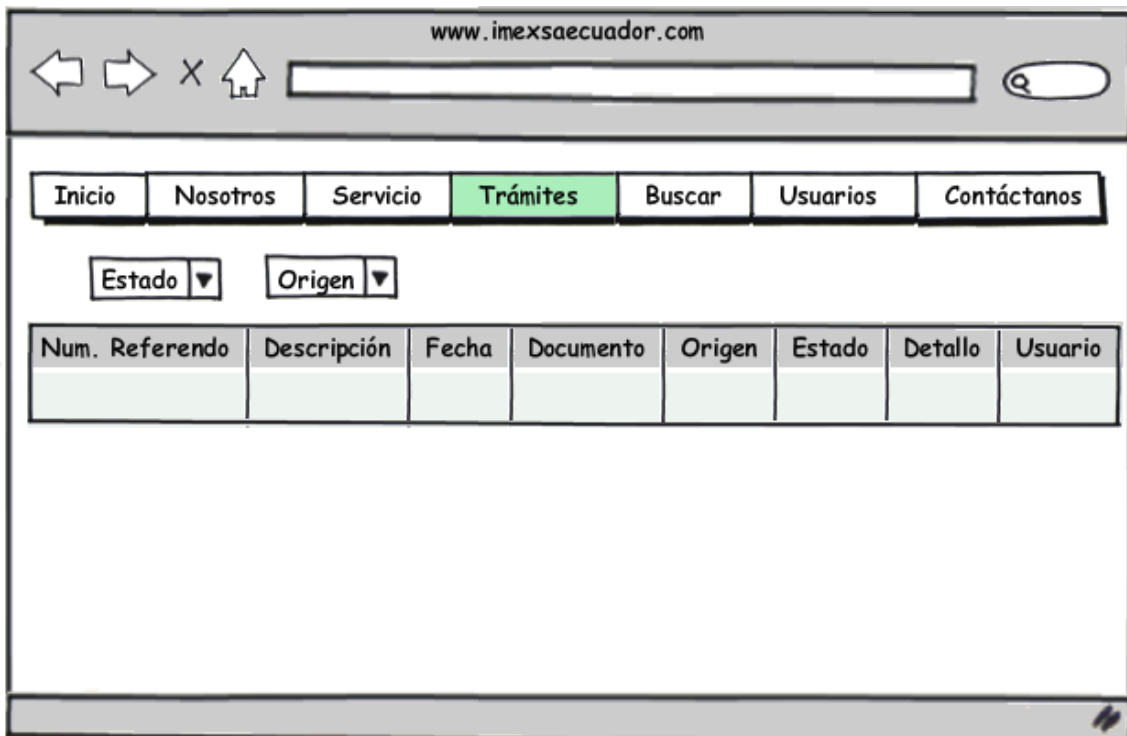 www.imexsaecuador.com
X
Inicio Nosotros Servicio Trámites Buscar Usuarios Contáctanos
Estado Origen
Num. Referendo Descripción Fecha Documento Origen Estado Detallo Usuario